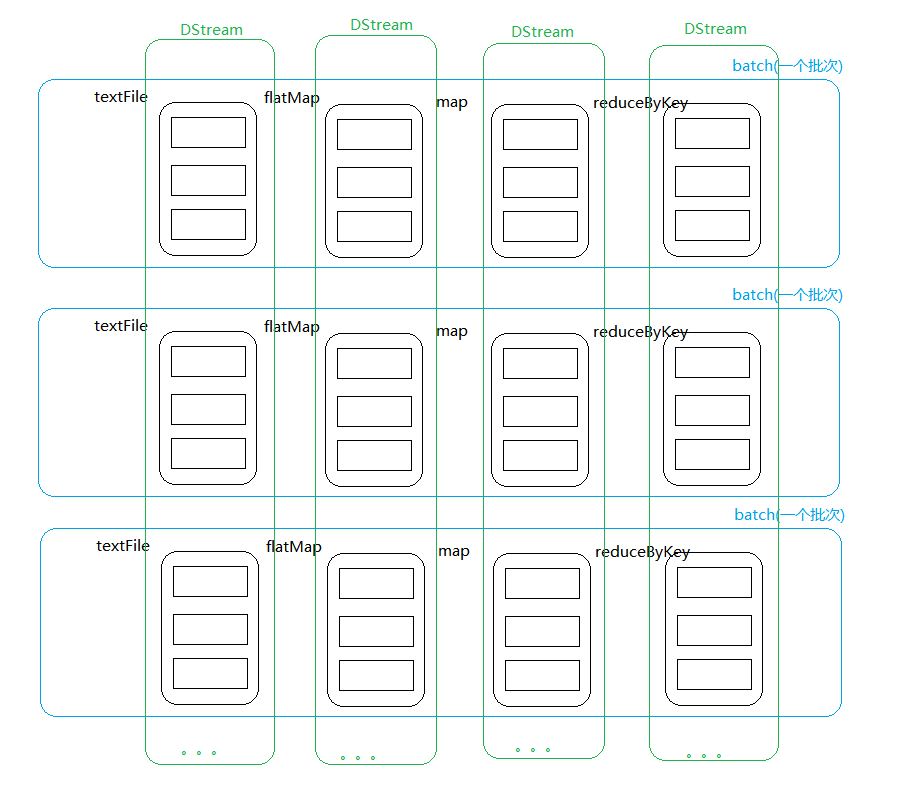 DStream DStream DStream DStream
batch(一个批次)
textFile flatMap map reduceByKey
batch(一个批次)
textFile flatMap map reduceByKey
batch(一个批次)
textFile flatMap map reduceByKey
。。。 。。。 。。。 。。。